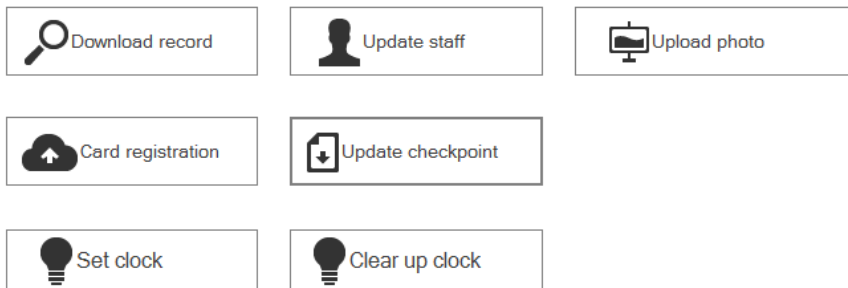 Download record
Update staff
Upload photo
Card registration
Update checkpoint
Set clock
Clear up clock